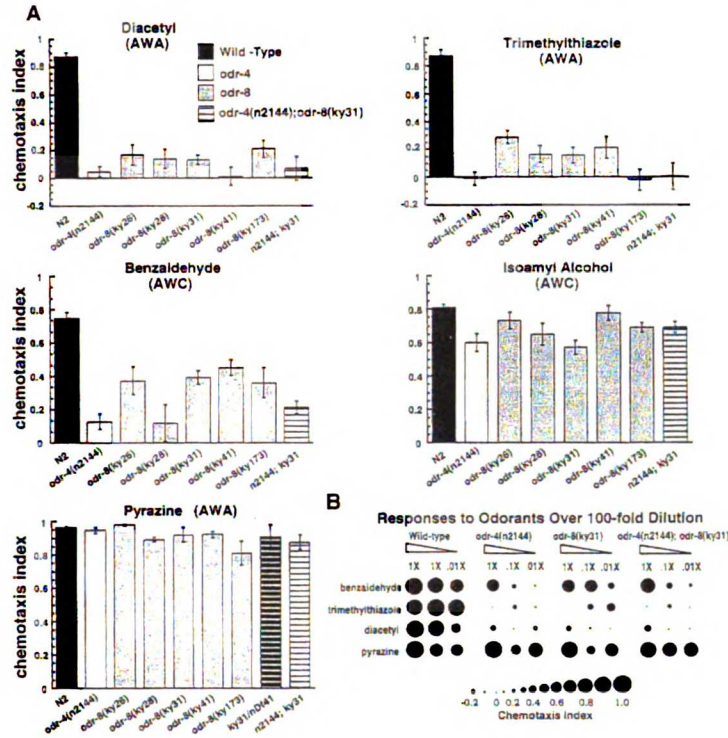 A
Diacetyl
(AWA)
Wild -Type
odr-4
odr-8
odr-4(n2144);odr-8(ky31)
chemotaxis index
1
0.8
0.6
0.4
0.2
0
-0.2
N2
odr-4(n2144)
odr-8(ky26)
odr-8(ky28)
odr-8(ky31)
odr-8(ky41)
odr-8(ky173)
n2144; ky31
Trimethylthiazole
(AWA)
1
0.8
0.6
0.4
0.2
0
-0.2
N2
odr-4(n2144)
odr-8(ky26)
odr-8(ky28)
odr-8(ky31)
odr-8(ky41)
odr-8(ky173)
n2144; ky31
Benzaldehyde
(AWC)
chemotaxis index
1
0.8
0.6
0.4
0.2
0
N2
odr-4(n2144)
odr-8(ky26)
odr-8(ky28)
odr-8(ky31)
odr-8(ky41)
odr-8(ky173)
n2144; ky31
Isoamyl Alcohol
(AWC)
1
0.8
0.6
0.4
0.2
0
N2
odr-4(n2144)
odr-8(ky26)
odr-8(ky28)
odr-8(ky31)
odr-8(ky41)
odr-8(ky173)
n2144; ky31
Pyrazine (AWA)
chemotaxis index
1
0.8
0.6
0.4
0.2
0
N2
odr-4(n2144)
odr-8(ky26)
odr-8(ky28)
odr-8(ky31)
odr-8(ky41)
odr-8(ky173)
ky31/nDf41
n2144; ky31
B
Responses to Odorants Over 100-fold Dilution
Wild-type odr-4(n2144) odr-8(ky31) odr-4(n2144); odr-8(ky31)
1X .1X .01X 1X .1X .01X 1X .1X .01X 1X .1X .01X
benzaldehyde
trimethylthiazole
diacetyl
pyrazine
-0.2 0 0.2 0.4 0.6 0.8 1.0
Chemotaxis index